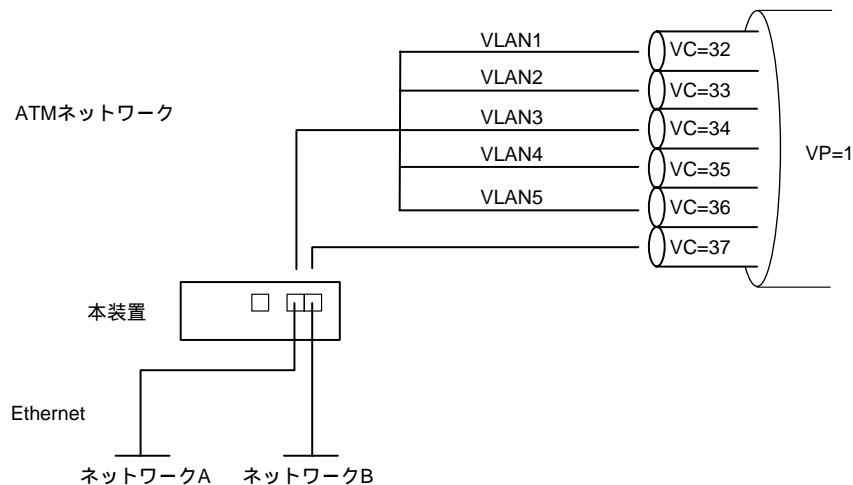 VLAN1
VC=32
VLAN2
VC=33
ATMネットワーク
VLAN3
VC=34
VP=1
VLAN4
VC=35
VLAN5
VC=36
VC=37
本装置
Ethernet
ネットワークA
ネットワークB